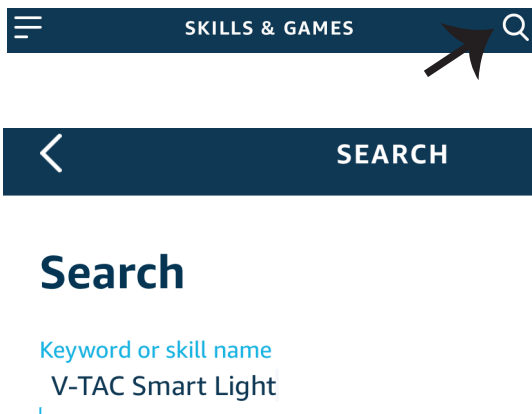 SKILLS & GAMES
SEARCH
Search
Keyword or skill name
V-TAC Smart Light